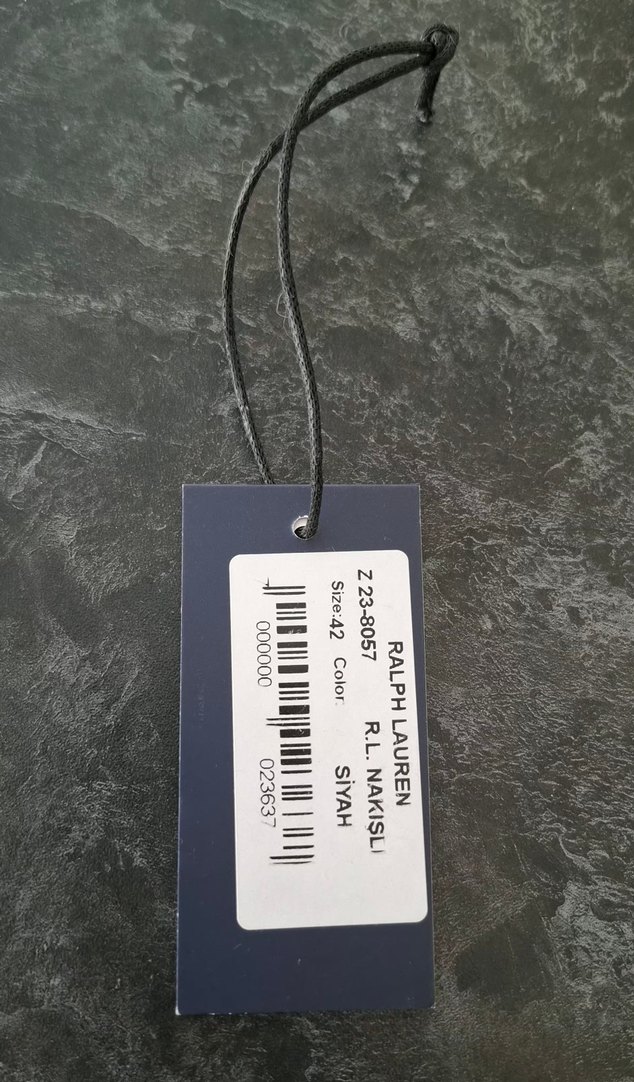 RALPH LAUREN
Z 23-8057 R.L. NAKIŞLI
Size:42 Color: SİYAH
000000 023637